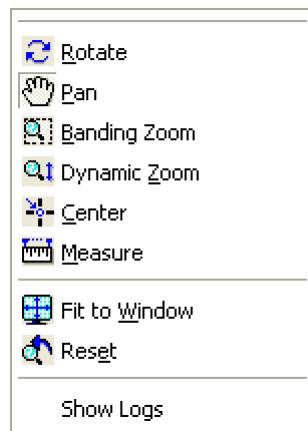 Rotate
Pan
Banding Zoom
Dynamic Zoom
Center
Measure
Fit to Window
Reset
Show Logs